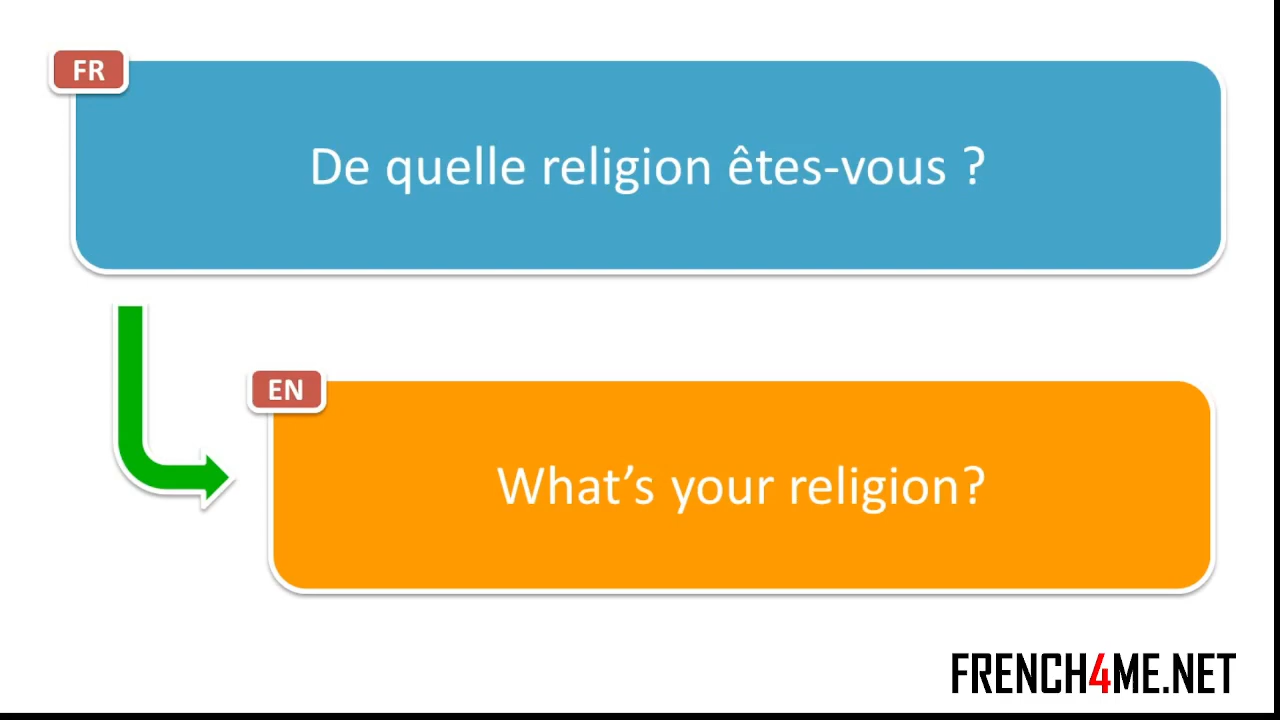 FR
De quelle religion êtes-vous ?
EN
What’s your religion?
FRENCH4ME.NET